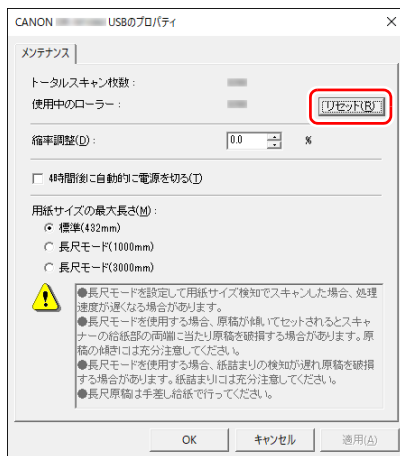 CANON USBのプロパティ
メンテナンス
トータルスキャン枚数：
使用中のローラー：
リセット(R)
縮率調整(D)：
0.0
%
4時間後に自動的に電源を切る(T)
用紙サイズの最大長さ(M)：
標準(432mm)
長尺モード(1000mm)
長尺モード(3000mm)
●長尺モードを設定して用紙サイズ検知でスキャンした場合、処理
速度が遅くなる場合があります。
●長尺モードを使用する場合、原稿が傾いてセットされるとスキャ
ナーの給紙部の両端に当たり原稿を破損する場合があります。原
稿の傾きには充分注意してください。
●長尺モードを使用する場合、紙詰まりの検知が遅れ原稿を破損
する場合があります。紙詰まりには充分注意してください。
●長尺原稿は手差し給紙で行ってください。
OK
キャンセル
適用(A)